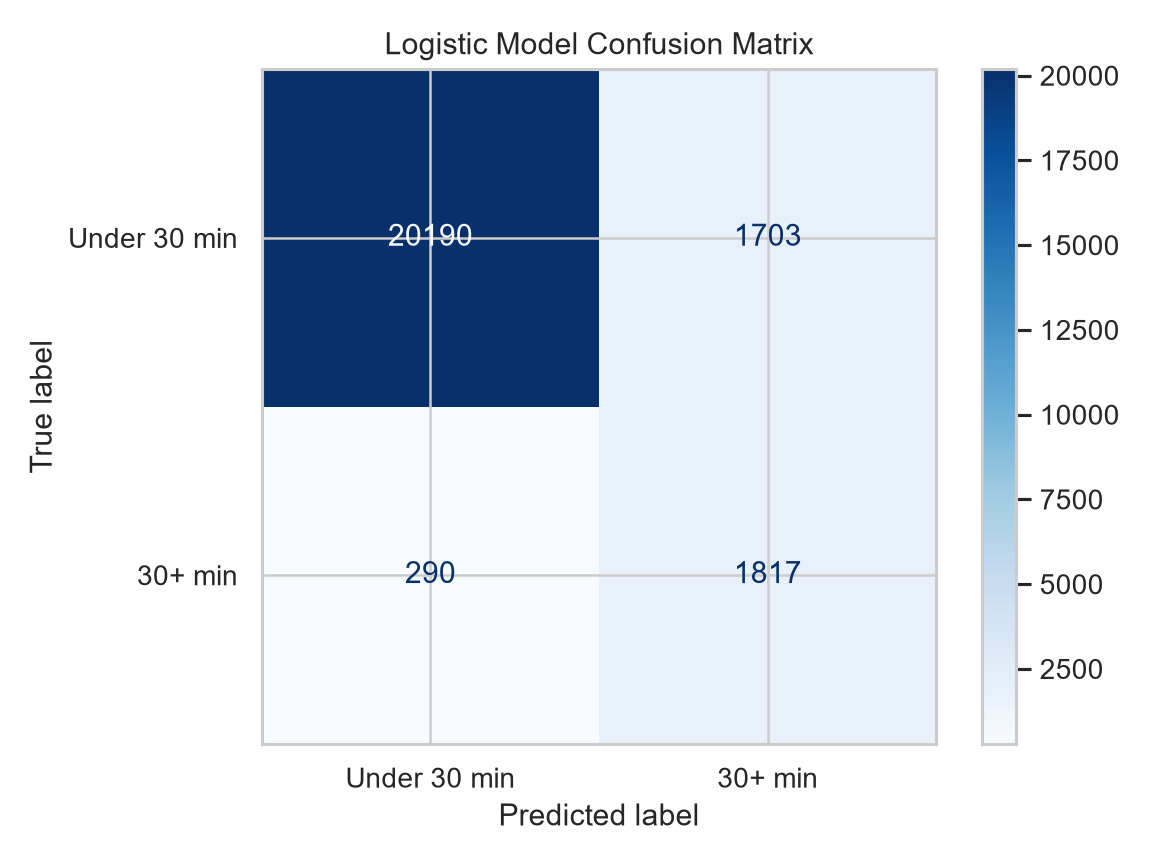 Logistic Model Confusion Matrix
True label
Under 30 min
30+ min
20190
1703
290
1817
Under 30 min
30+ min
Predicted label
20000
17500
15000
12500
10000
7500
5000
2500